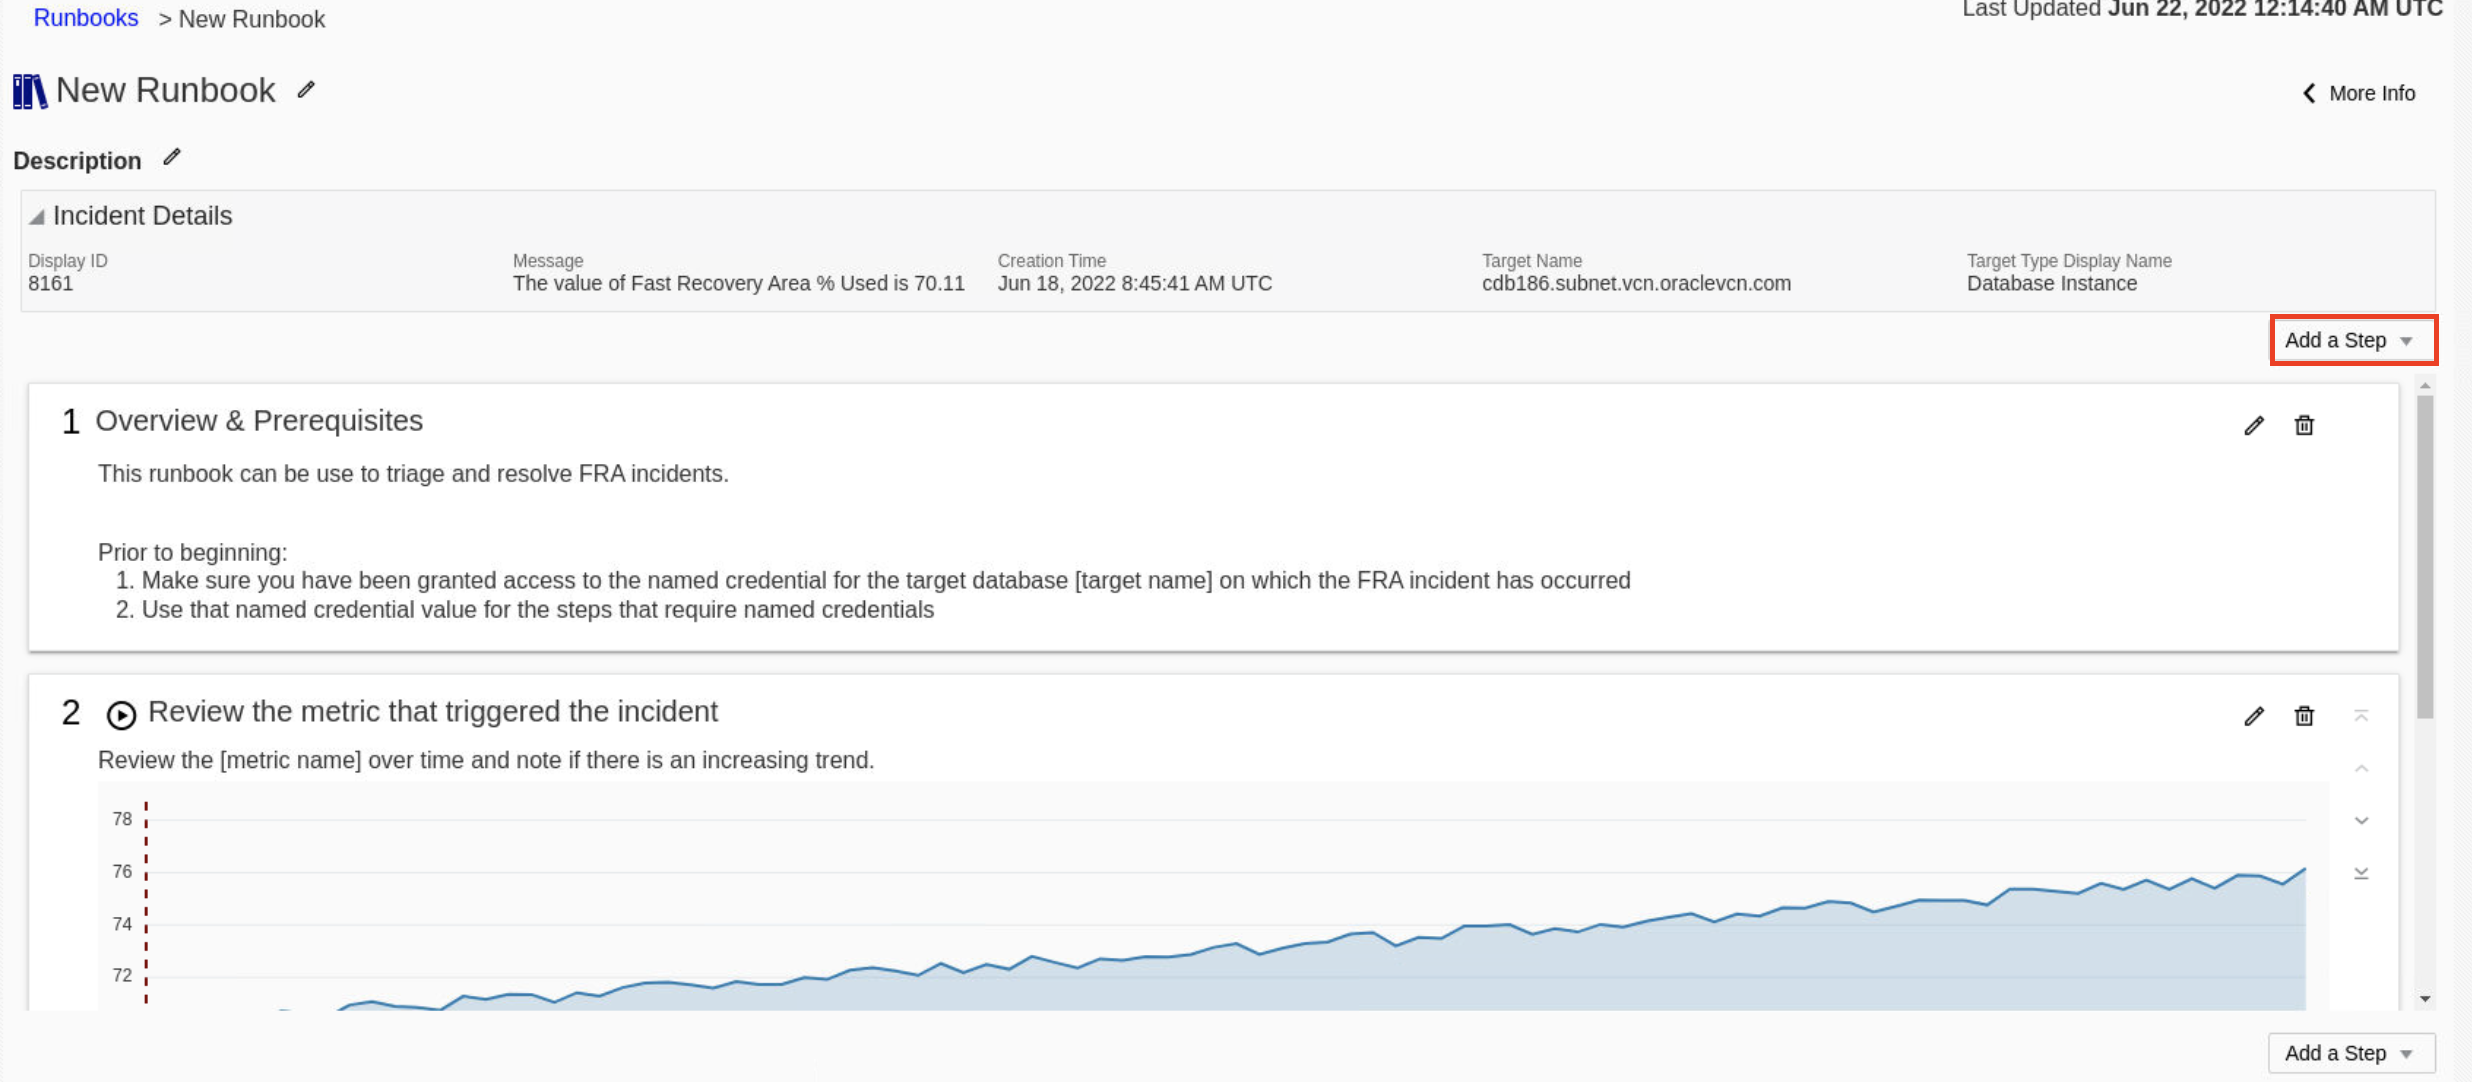 Runbooks > New Runbook
Last Updated Jun 22, 2022 12:14:40 AM UTC
New Runbook
More Info
Description
Incident Details
Display ID
8161
Message
The value of Fast Recovery Area % Used is 70.11
Creation Time
Jun 18, 2022 8:45:41 AM UTC
Target Name
cdb186.subnet.vcn.oraclevcn.com
Target Type Display Name
Database Instance
Add a Step
1 Overview & Prerequisites
This runbook can be use to triage and resolve FRA incidents.
Prior to beginning:
1. Make sure you have been granted access to the named credential for the target database [target name] on which the FRA incident has occurred
2. Use that named credential value for the steps that require named credentials
2 Review the metric that triggered the incident
Review the [metric name] over time and note if there is an increasing trend.
78
76
74
72
Add a Step